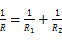 1/R = 1/R₁ + 1/R₂